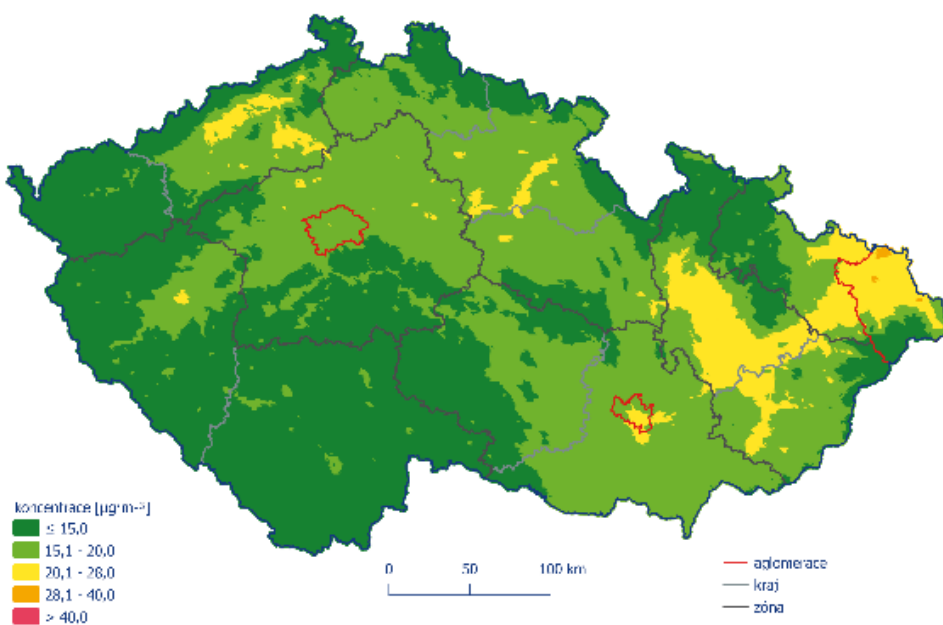 koncentrace [µg·m-³]
≤ 15,0
15,1 - 20,0
20,1 - 28,0
28,1 - 40,0
> 40,0
0 50 100 km
aglomerace
kraj
zóna